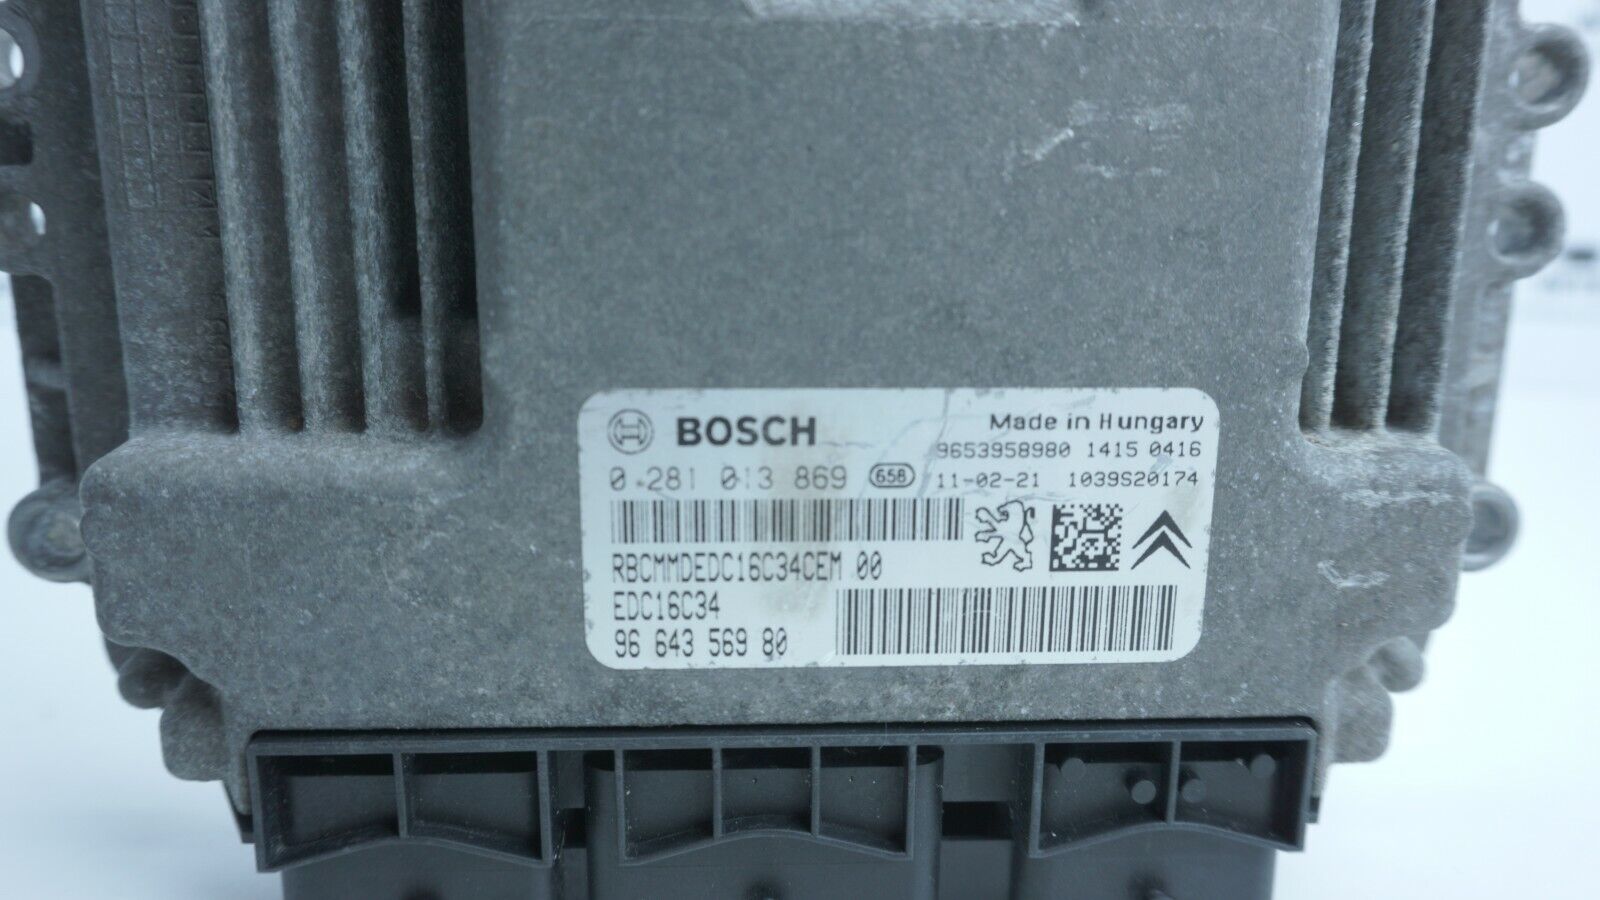 BOSCH
Made in Hungary
9653958980 1415 0416
0 281 013 869 658 11-02-21 1039S20174
RBCMMDEDC16C34CEM 00
EDC16C34
96 643 569 80